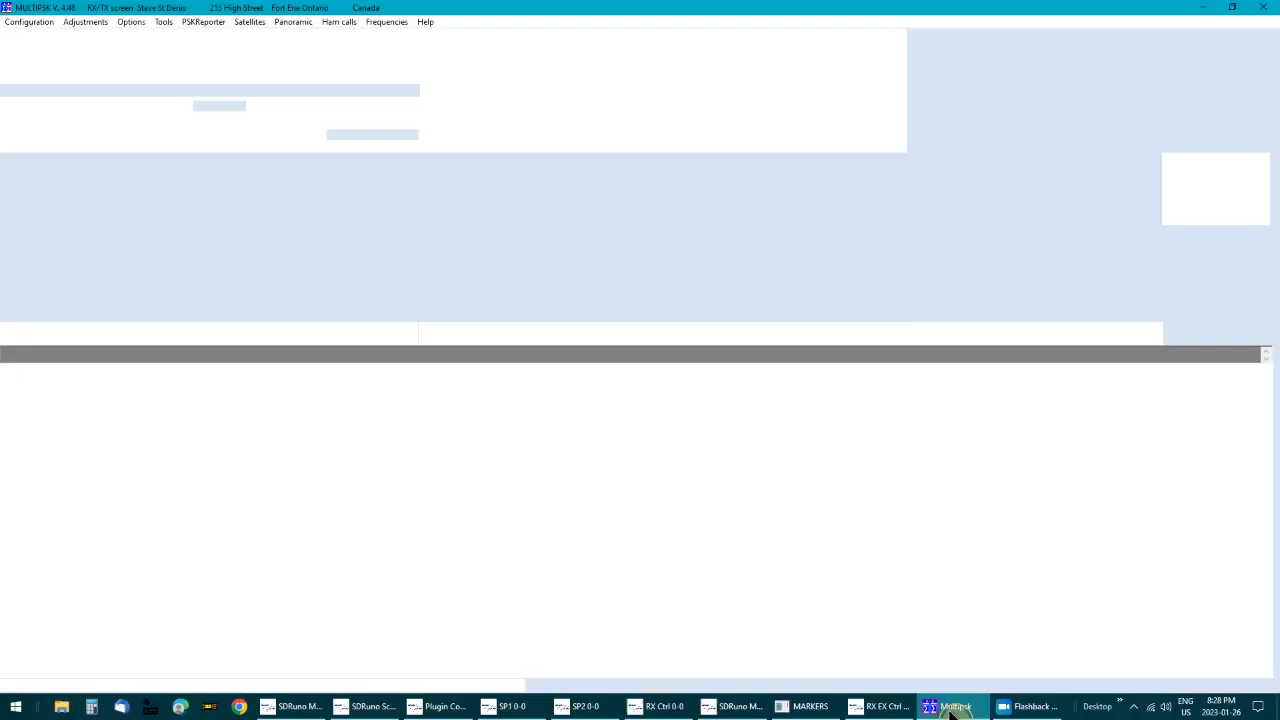 MULTIPSK V. 4.48 RX/TX screen :Steve St.Denis 255 High Street Fort Erie Ontario Canada
Configuration Adjustments Options Tools PSKReporter Satellites Panoramic Ham calls Frequencies Help
SDRuno M... SDRuno Sc... Plugin Co... SP1 0-0 SP2 0-0 RX Ctrl 0-0 SDRuno M... MARKERS RX EX Ctrl ... Multipsk Flashback ... Desktop » ENG US 8:28 PM 2023-01-26